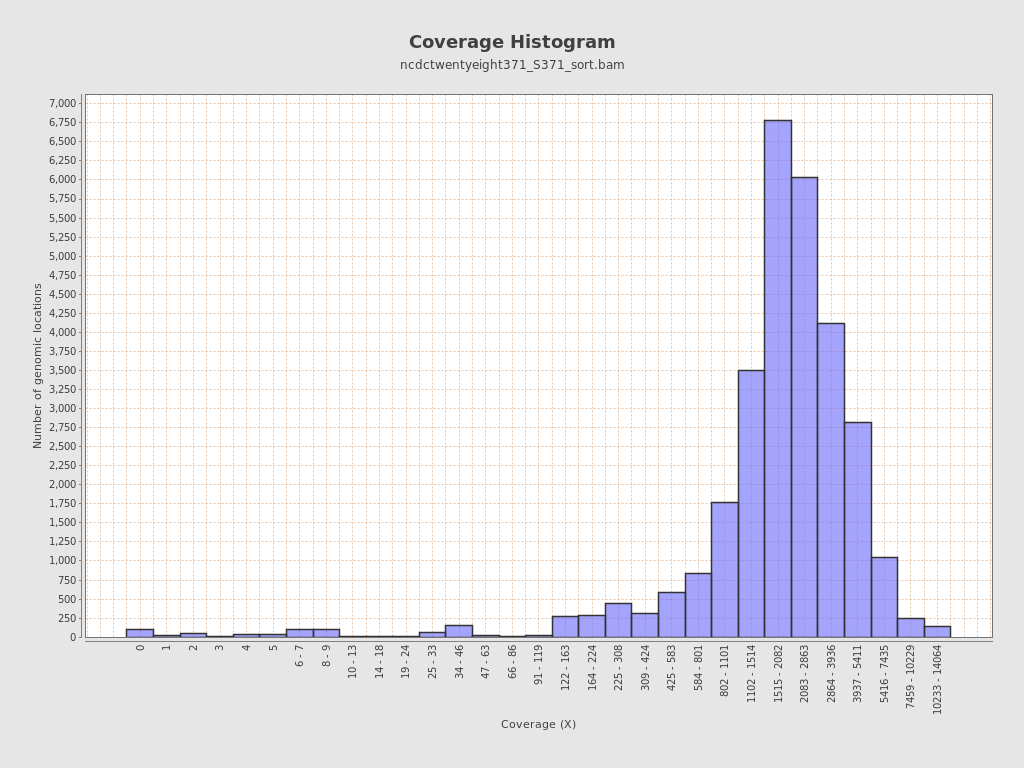 Coverage Histogram
ncdctwentyeight371_S371_sort.bam
Number of genomic locations
7,000
6,750
6,500
6,250
6,000
5,750
5,500
5,250
5,000
4,750
4,500
4,250
4,000
3,750
3,500
3,250
3,000
2,750
2,500
2,250
2,000
1,750
1,500
1,250
1,000
750
500
250
0
0
1
2
3
4
5
6 - 7
8 - 9
10 - 13
14 - 18
19 - 24
25 - 33
34 - 46
47 - 63
66 - 86
91 - 119
122 - 163
164 - 224
225 - 308
309 - 424
425 - 583
584 - 801
802 - 1101
1102 - 1514
1515 - 2082
2083 - 2863
2864 - 3936
3937 - 5411
5416 - 7435
7459 - 10229
10233 - 14064
Coverage (X)